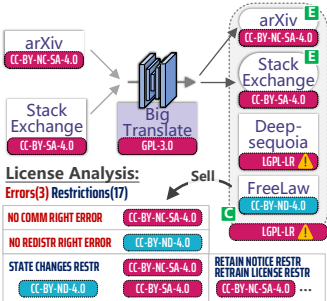 arXiv
CC-BY-NC-SA-4.0
Stack
Exchange
CC-BY-SA-4.0
Big
Translate
GPL-3.0
E
arXiv
CC-BY-NC-SA-4.0
E
Stack
Exchange
CC-BY-SA-4.0
Deep-
sequoia
LGPL-LR
FreeLaw
CC-BY-ND-4.0
C
LGPL-LR
Sell
License Analysis:
Errors(3) Restrictions(17)
NO COMM RIGHT ERROR
CC-BY-NC-SA-4.0
NO REDISTR RIGHT ERROR
CC-BY-ND-4.0
STATE CHANGES RESTR
CC-BY-NC-SA-4.0
CC-BY-ND-4.0
CC-BY-SA-4.0
RETAIN NOTICE RESTR
RETRAIN LICENSE RESTR
CC-BY-NC-SA-4.0 ...